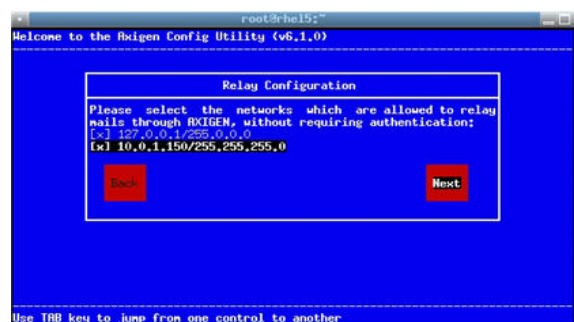 root@rhel5:~
Welcome to the Axigen Config Utility (v6.1.0)
Relay Configuration
Please select the networks which are allowed to relay
mails through AXIGEN, without requiring authentication:
[x] 127.0.0.1/255.0.0.0
[x] 10.0.1.150/255.255.255.0
Back Next
Use TAB key to jump from one control to another